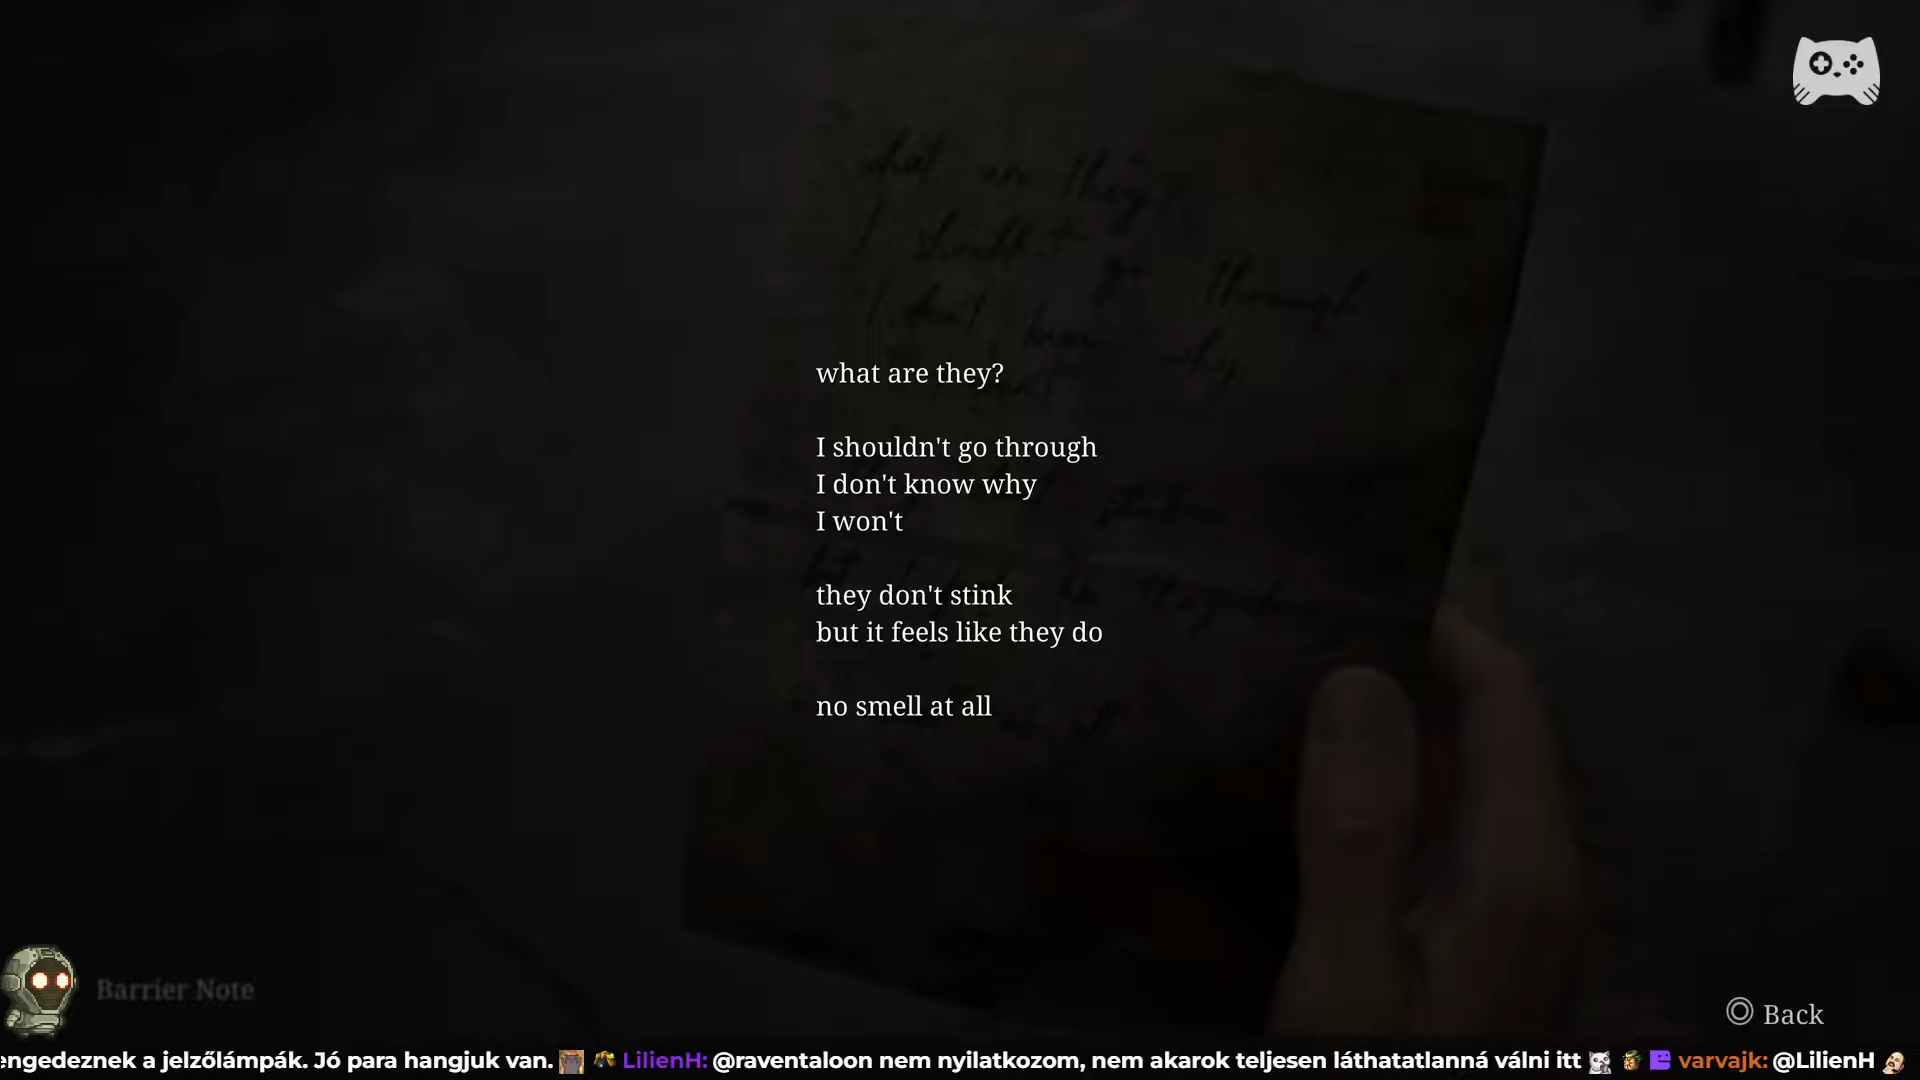 what are they?
I shouldn't go through
I don't know why
I won't
they don't stink
but it feels like they do
no smell at all
Barrier Note
Back
engedeznek a jelzőlámpák. Jó para hangjuk van. LilienH: @raventaloon nem nyilatkozom, nem akarok teljesen láthatatlanná válni itt varvajk: @LilienH